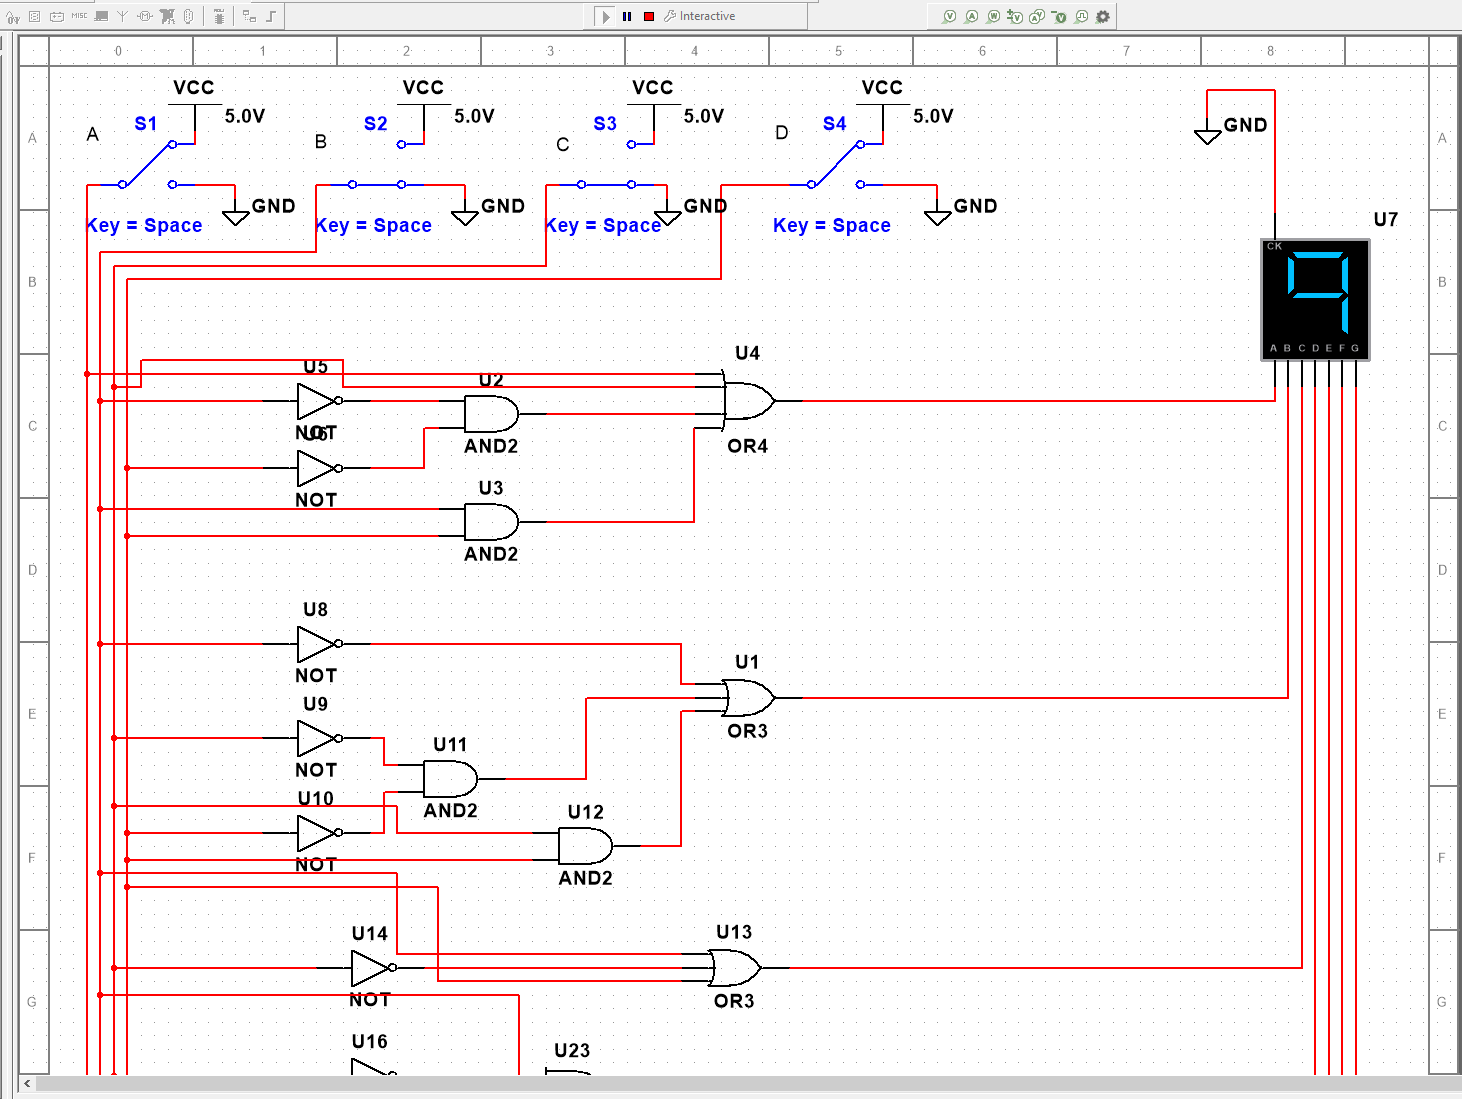 MISC
Interactive
0 1 2 3 4 5 6 7 8
VCC VCC VCC VCC
5.0V 5.0V 5.0V 5.0V
A S1 B S2 C S3 D S4
GND
A A
GND GND GND GND
Key = Space Key = Space Key = Space Key = Space
U7
CK
B B
A B C D E F G
U4
U5
U2
C C
NOT
U6
AND2 OR4
U3
NOT
AND2
D D
U8
U1
NOT
U9
E E
OR3
U11
NOT
U10
AND2 U12
F F
NOT
AND2
U14 U13
NOT OR3
G G
U16 U23